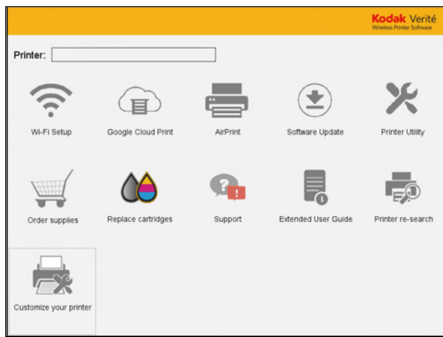 Kodak Verité
Wireless Printer Software
Printer:
Wi-Fi Setup
Google Cloud Print
AirPrint
Software Update
Printer Utility
Order supplies
Replace cartridges
Support
Extended User Guide
Printer re-search
Customize your printer